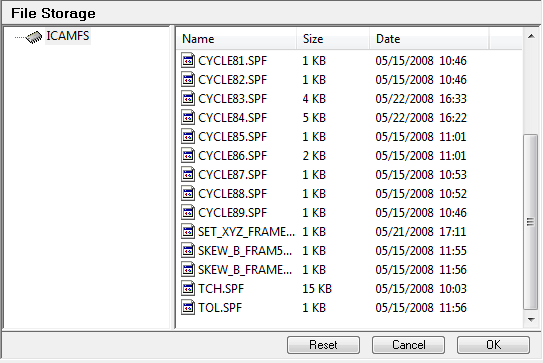 File Storage
ICAMFS
Name Size Date
CYCLE81.SPF 1 KB 05/15/2008 10:46
CYCLE82.SPF 1 KB 05/15/2008 10:46
CYCLE83.SPF 4 KB 05/22/2008 16:33
CYCLE84.SPF 5 KB 05/22/2008 16:22
CYCLE85.SPF 1 KB 05/15/2008 11:01
CYCLE86.SPF 2 KB 05/15/2008 11:01
CYCLE87.SPF 1 KB 05/15/2008 10:53
CYCLE88.SPF 1 KB 05/15/2008 10:52
CYCLE89.SPF 1 KB 05/15/2008 10:46
SET_XYZ_FRAME... 1 KB 05/21/2008 17:11
SKEW_B_FRAM5... 1 KB 05/15/2008 11:55
SKEW_B_FRAME... 1 KB 05/15/2008 11:56
TCH.SPF 15 KB 05/15/2008 10:03
TOL.SPF 1 KB 05/15/2008 11:56
Reset Cancel OK